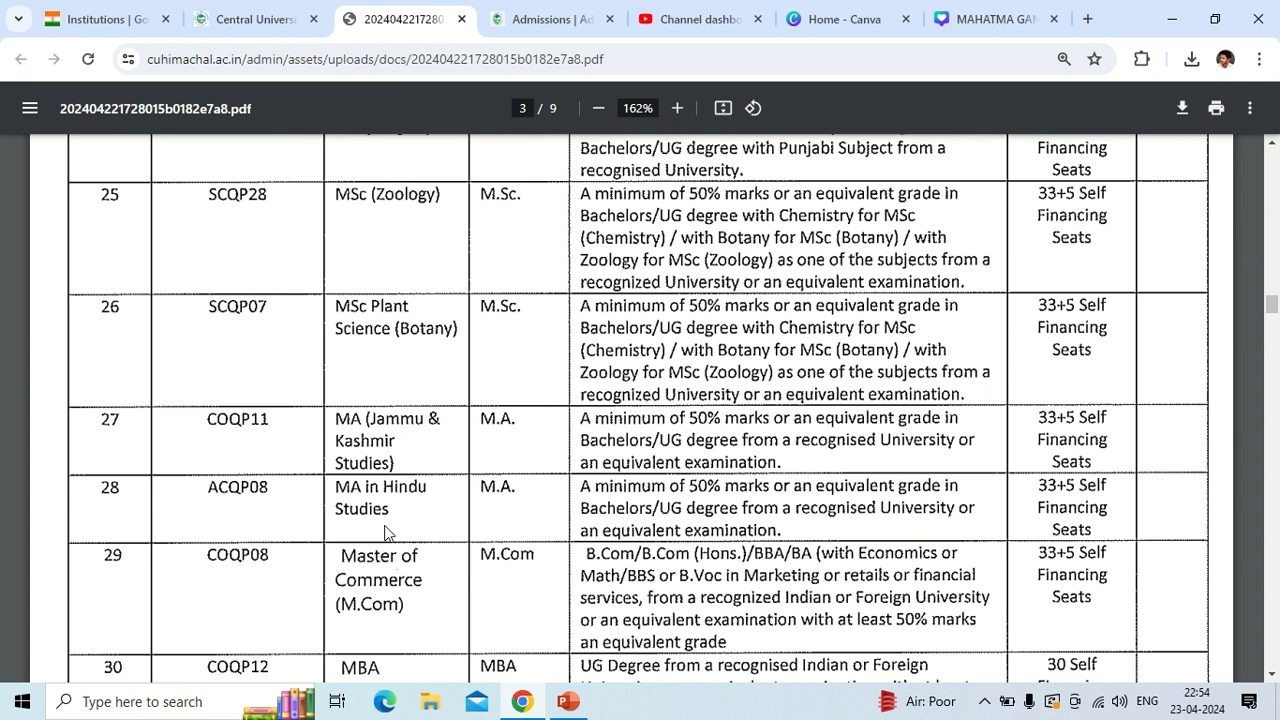 Institutions | Go
Central Universi
2024042217280
Admissions | Ad
Channel dashbo
Home - Canva
MAHATMA GAN
cuhimachal.ac.in/admin/assets/uploads/docs/202404221728015b0182e7a8.pdf
202404221728015b0182e7a8.pdf
3 / 9
162%
Bachelors/UG degree with Punjabi Subject from a
recognised University.
Financing
Seats
25
SCQP28
MSc (Zoology)
M.Sc.
A minimum of 50% marks or an equivalent grade in
Bachelors/UG degree with Chemistry for MSc
(Chemistry) / with Botany for MSc (Botany) / with
Zoology for MSc (Zoology) as one of the subjects from a
recognized University or an equivalent examination.
33+5 Self
Financing
Seats
26
SCQP07
MSc Plant
Science (Botany)
M.Sc.
A minimum of 50% marks or an equivalent grade in
Bachelors/UG degree with Chemistry for MSc
(Chemistry) / with Botany for MSc (Botany) / with
Zoology for MSc (Zoology) as one of the subjects from a
recognized University or an equivalent examination.
33+5 Self
Financing
Seats
27
COQP11
MA (Jammu &
Kashmir
Studies)
M.A.
A minimum of 50% marks or an equivalent grade in
Bachelors/UG degree from a recognised University or
an equivalent examination.
33+5 Self
Financing
Seats
28
ACQP08
MA in Hindu
Studies
M.A.
A minimum of 50% marks or an equivalent grade in
Bachelors/UG degree from a recognised University or
an equivalent examination.
33+5 Self
Financing
Seats
29
COQP08
Master of
Commerce
(M.Com)
M.Com
B.Com/B.Com (Hons.)/BBA/BA (with Economics or
Math/BBS or B.Voc in Marketing or retails or financial
services, from a recognized Indian or Foreign University
or an equivalent examination with at least 50% marks
an equivalent grade
33+5 Self
Financing
Seats
30
COQP12
MBA
MBA
UG Degree from a recognised Indian or Foreign
30 Self
Type here to search
Air: Poor
ENG
22:54
23-04-2024